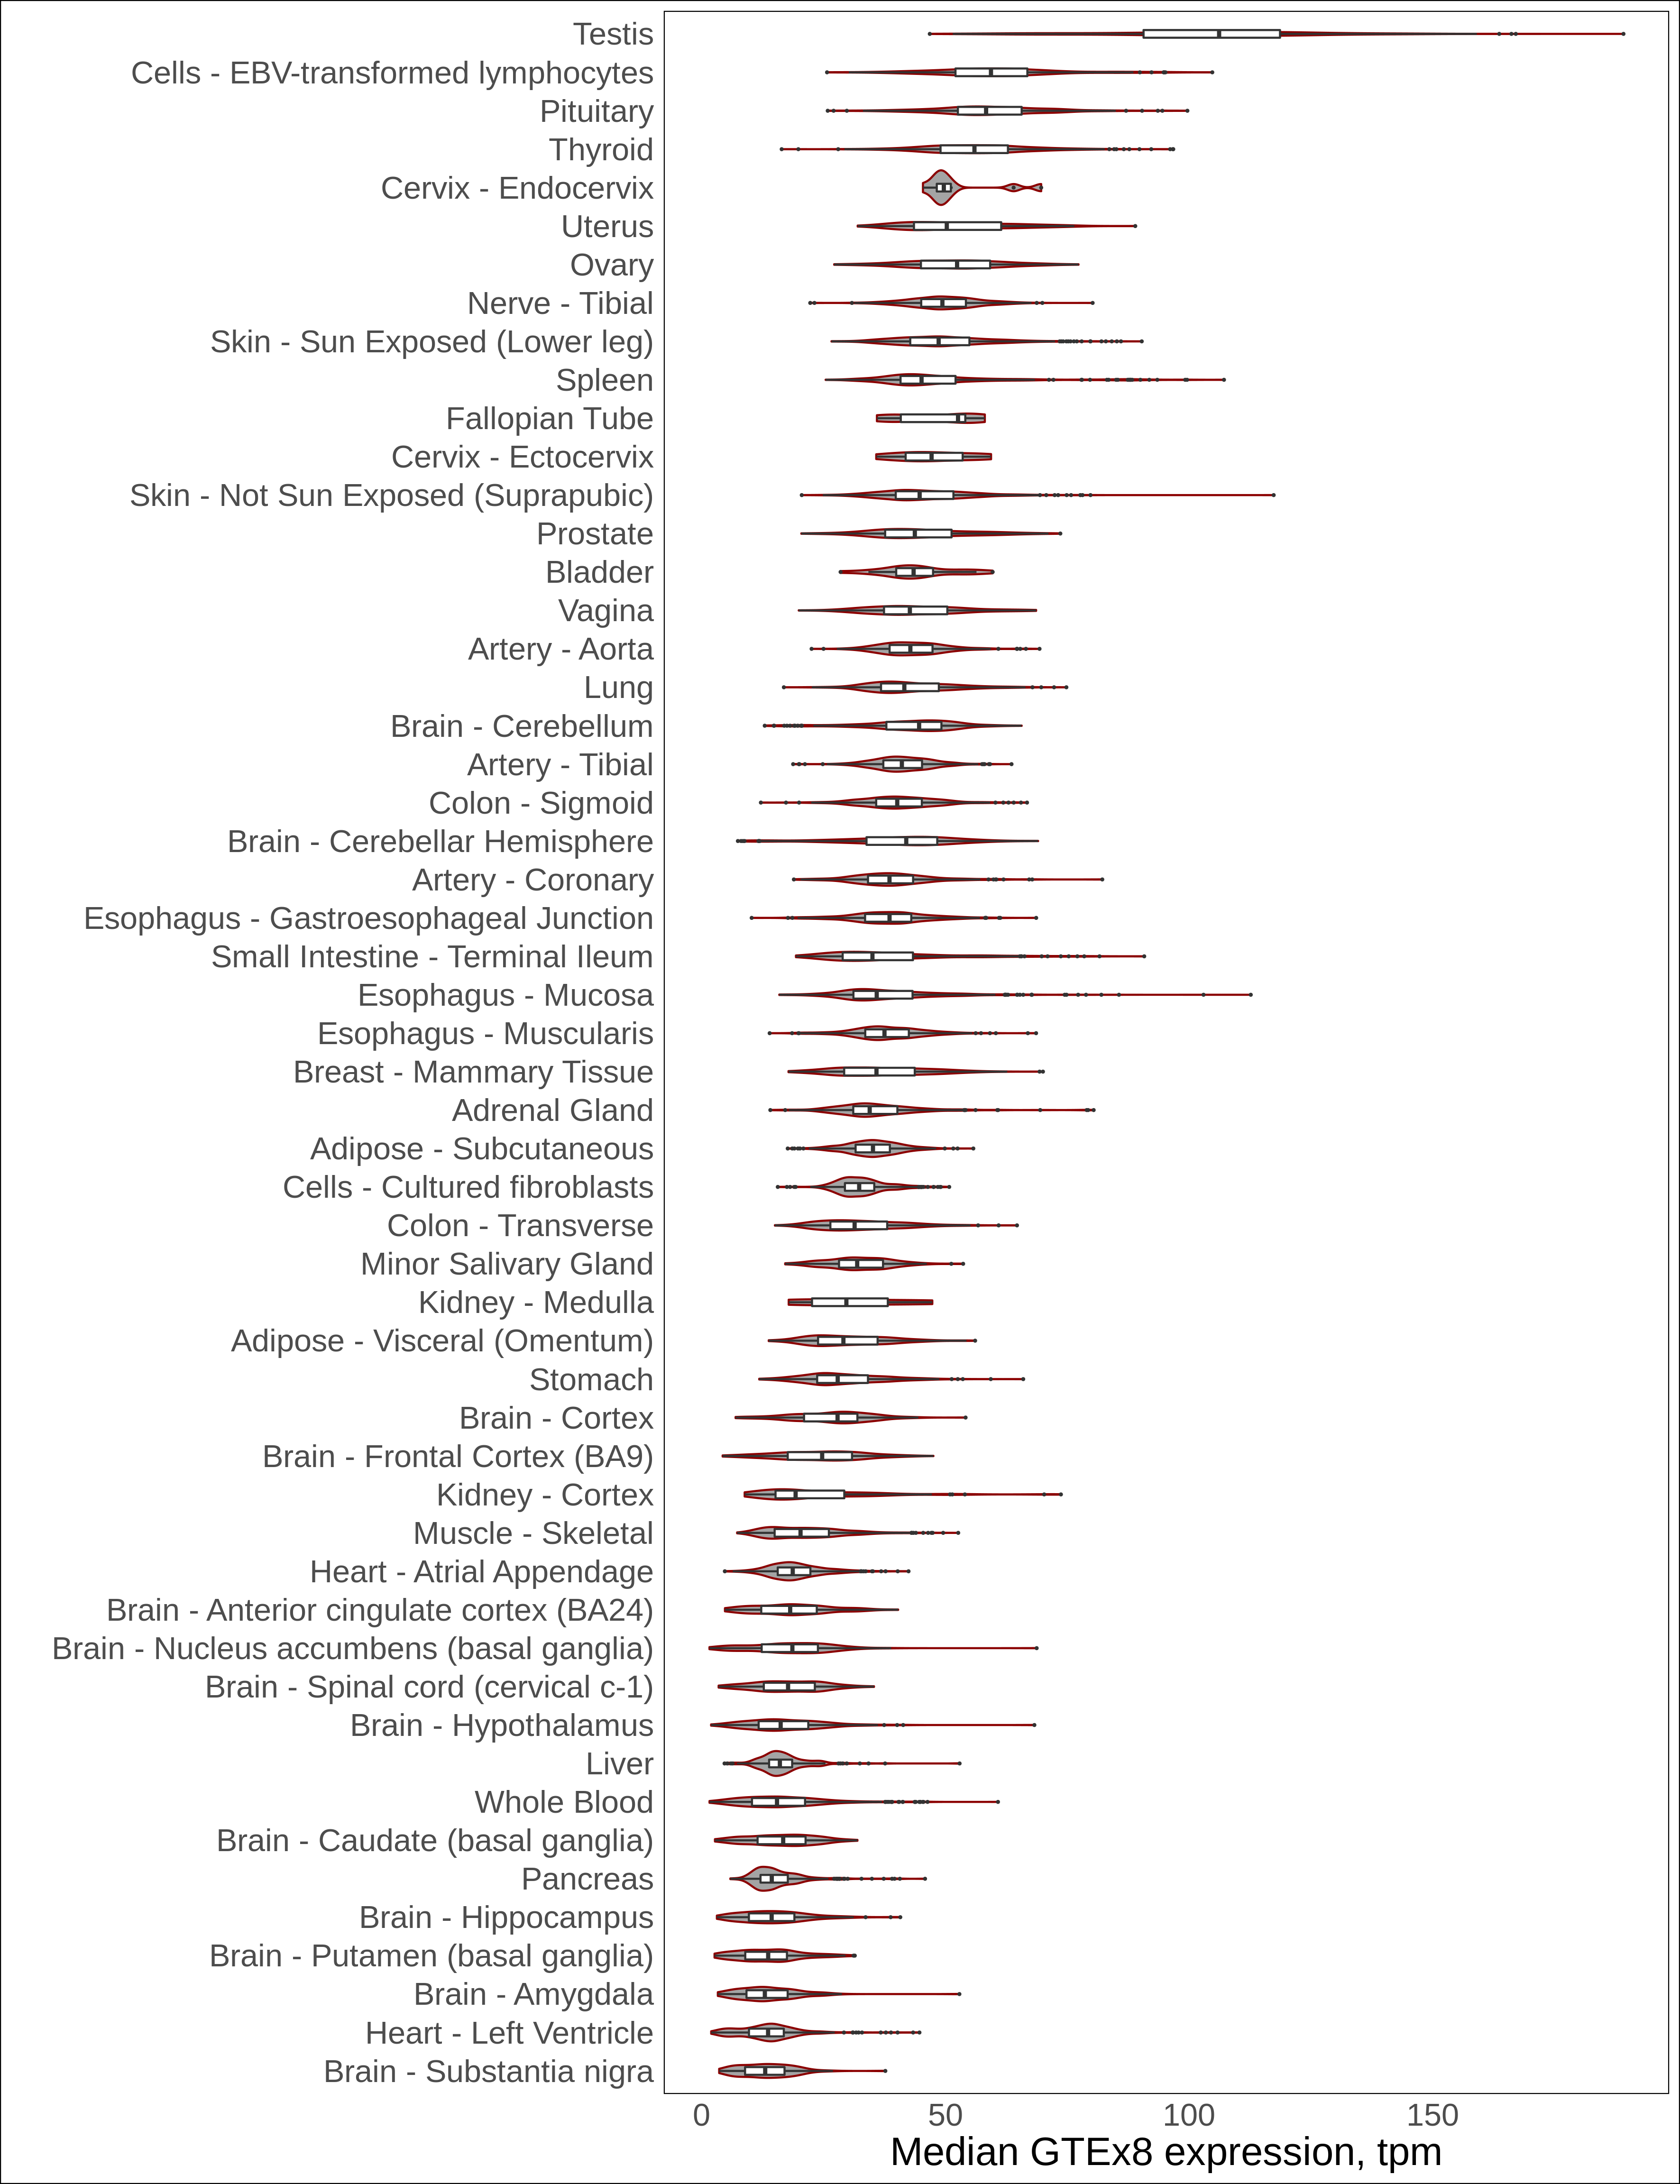 Testis
Cells - EBV-transformed lymphocytes
Pituitary
Thyroid
Cervix - Endocervix
Uterus
Ovary
Nerve - Tibial
Skin - Sun Exposed (Lower leg)
Spleen
Fallopian Tube
Cervix - Ectocervix
Skin - Not Sun Exposed (Suprapubic)
Prostate
Bladder
Vagina
Artery - Aorta
Lung
Brain - Cerebellum
Artery - Tibial
Colon - Sigmoid
Brain - Cerebellar Hemisphere
Artery - Coronary
Esophagus - Gastroesophageal Junction
Small Intestine - Terminal Ileum
Esophagus - Mucosa
Esophagus - Muscularis
Breast - Mammary Tissue
Adrenal Gland
Adipose - Subcutaneous
Cells - Cultured fibroblasts
Colon - Transverse
Minor Salivary Gland
Kidney - Medulla
Adipose - Visceral (Omentum)
Stomach
Brain - Cortex
Brain - Frontal Cortex (BA9)
Kidney - Cortex
Muscle - Skeletal
Heart - Atrial Appendage
Brain - Anterior cingulate cortex (BA24)
Brain - Nucleus accumbens (basal ganglia)
Brain - Spinal cord (cervical c-1)
Brain - Hypothalamus
Liver
Whole Blood
Brain - Caudate (basal ganglia)
Pancreas
Brain - Hippocampus
Brain - Putamen (basal ganglia)
Brain - Amygdala
Heart - Left Ventricle
Brain - Substantia nigra
0 50 100 150
Median GTEx8 expression, tpm